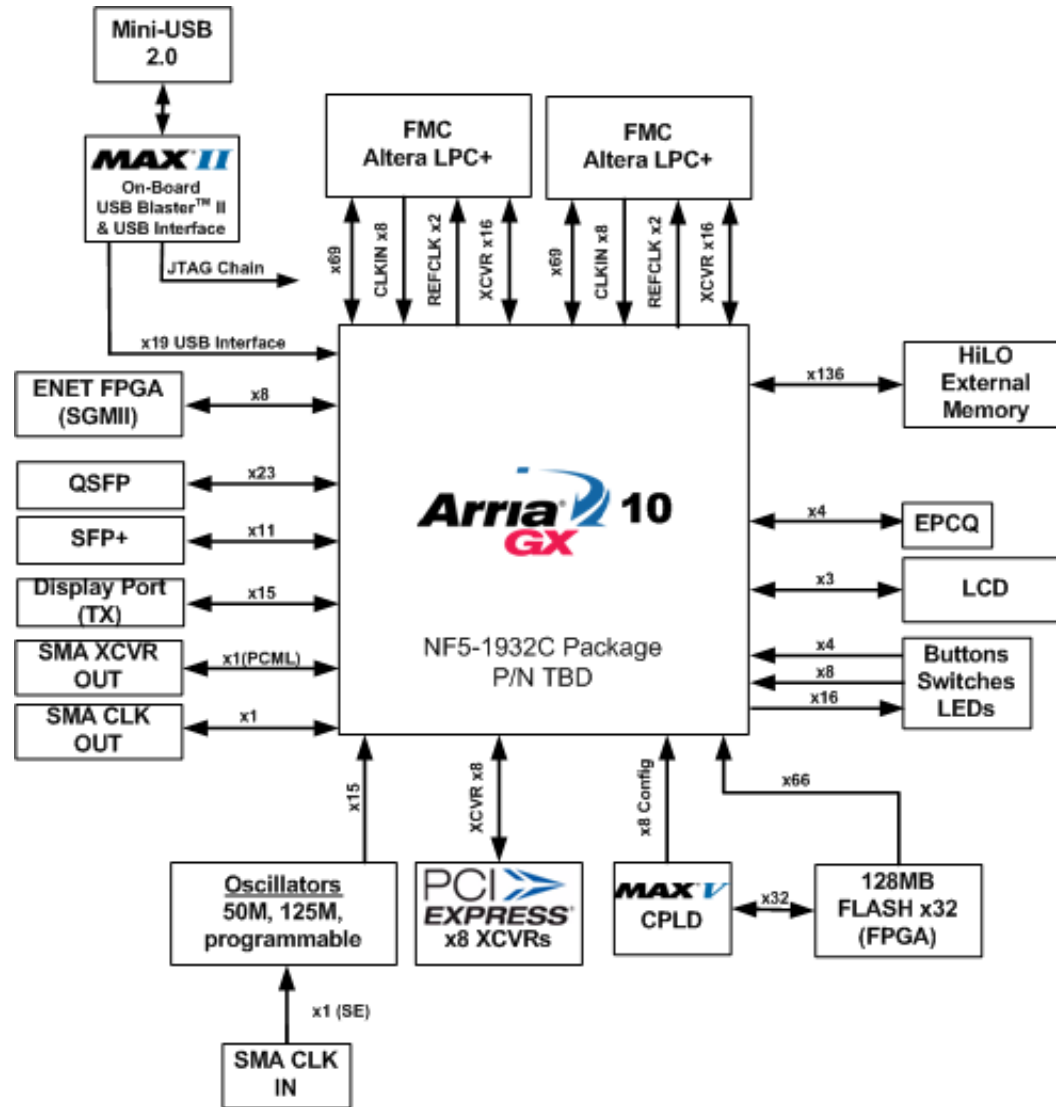 Mini-USB
2.0
MAX® II
On-Board
USB Blaster™ II
& USB Interface
JTAG Chain
x19 USB Interface
FMC
Altera LPC+
x69
CLKIN x8
REFCLK x2
XCVR x16
FMC
Altera LPC+
x69
CLKIN x8
REFCLK x2
XCVR x16
ENET FPGA
(SGMII)
x8
QSFP
x23
SFP+
x11
Display Port
(TX)
x15
SMA XCVR
OUT
x1(PCML)
SMA CLK
OUT
x1
Arria® 10
GX
NF5-1932C Package
P/N TBD
x136
HiLO
External
Memory
x4
EPCQ
x3
LCD
x4
x8
x16
Buttons
Switches
LEDs
x15
Oscillators
50M, 125M,
programmable
x1 (SE)
SMA CLK
IN
XCVR x8
PCI
EXPRESS®
x8 XCVRs
x8 Config
MAX® V
CPLD
x32
x66
128MB
FLASH x32
(FPGA)